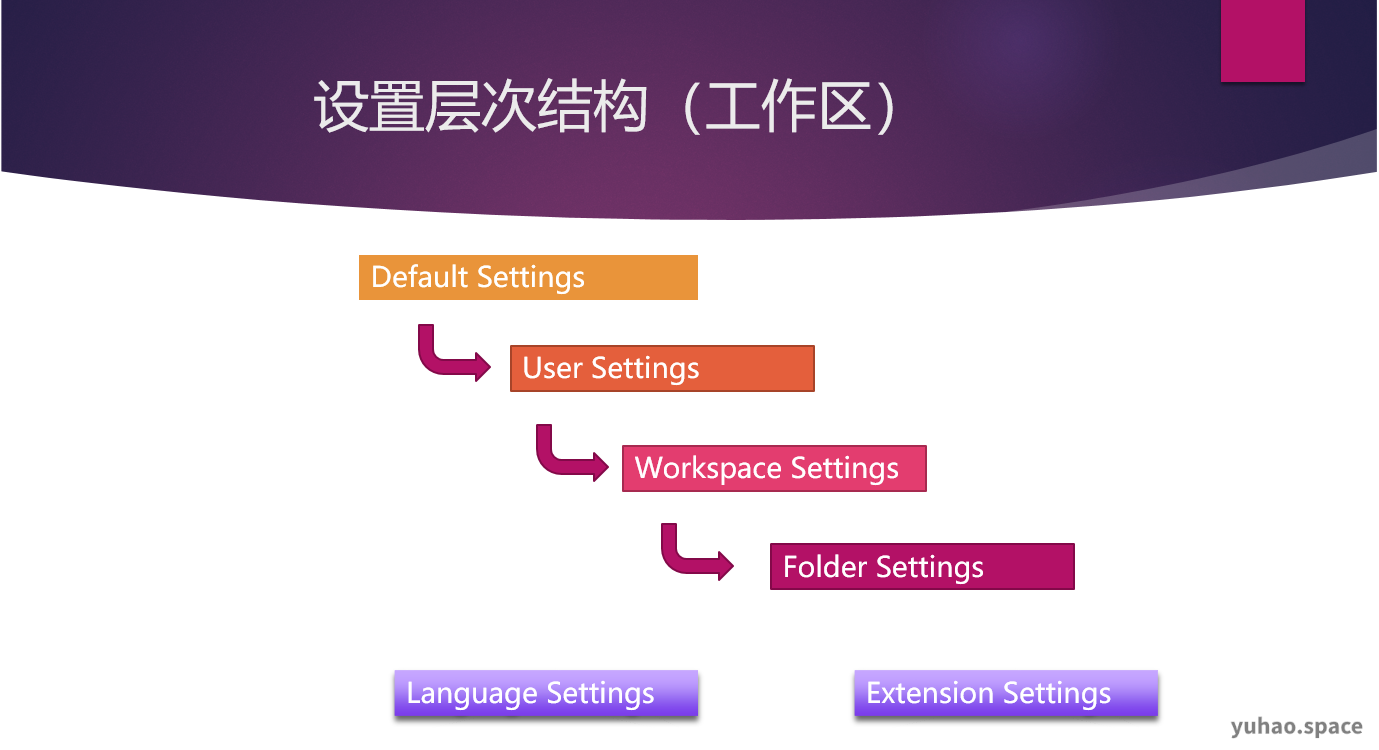 设置层次结构（工作区）
Default Settings
User Settings
Workspace Settings
Folder Settings
Language Settings
Extension Settings
yuhao.space